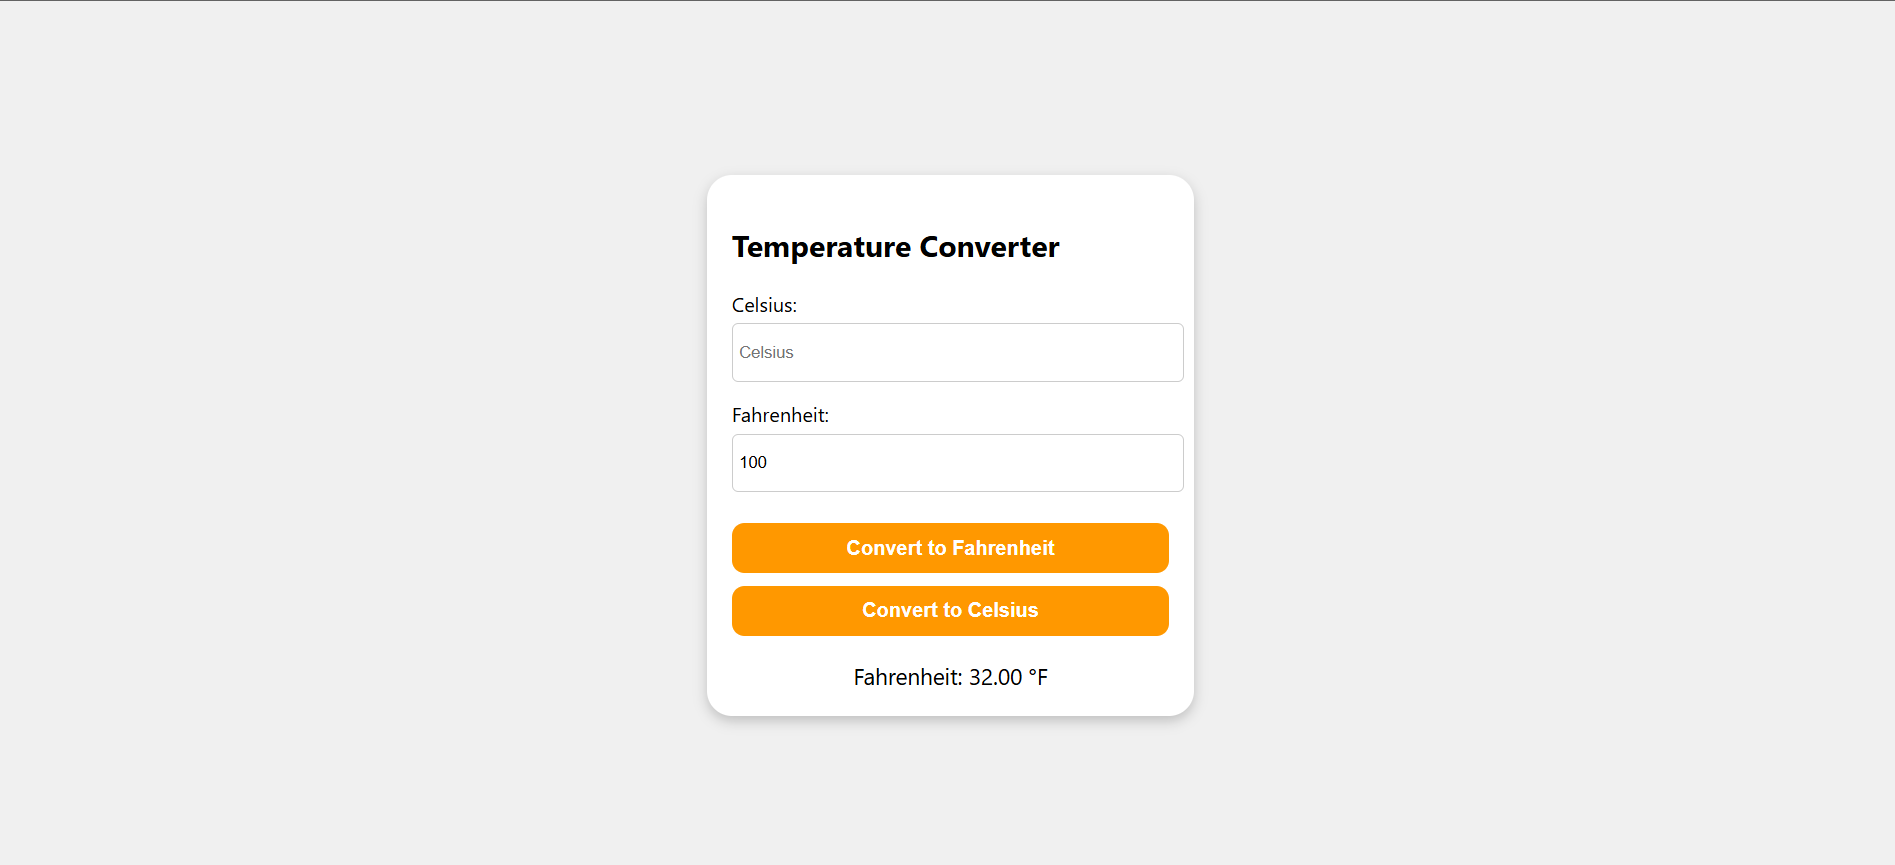 Temperature Converter
Celsius:
Celsius
Fahrenheit:
100
Convert to Fahrenheit
Convert to Celsius
Fahrenheit: 32.00 °F